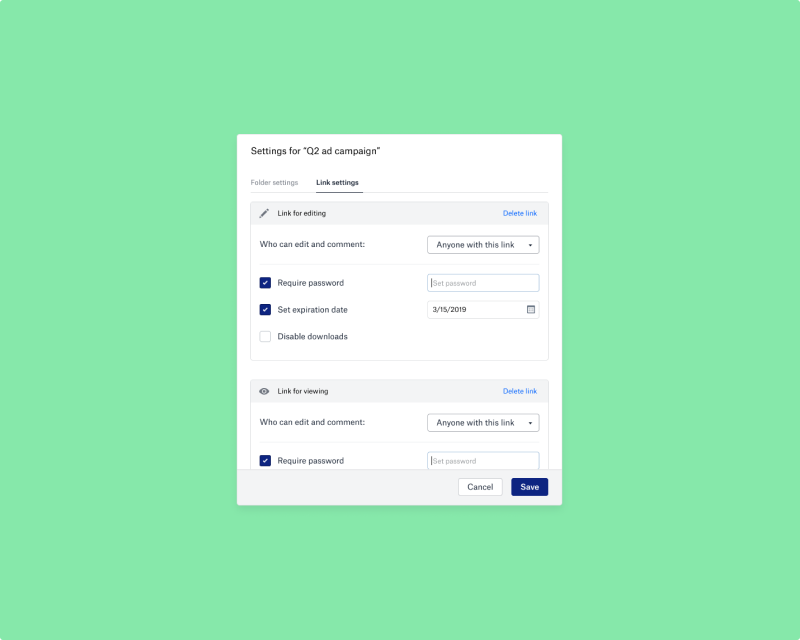 Settings for “Q2 ad campaign”
Folder settings Link settings
Link for editing Delete link
Who can edit and comment: Anyone with this link
Require password Set password
Set expiration date 3/15/2019
Disable downloads
Link for viewing Delete link
Who can edit and comment: Anyone with this link
Require password Set password
Cancel Save